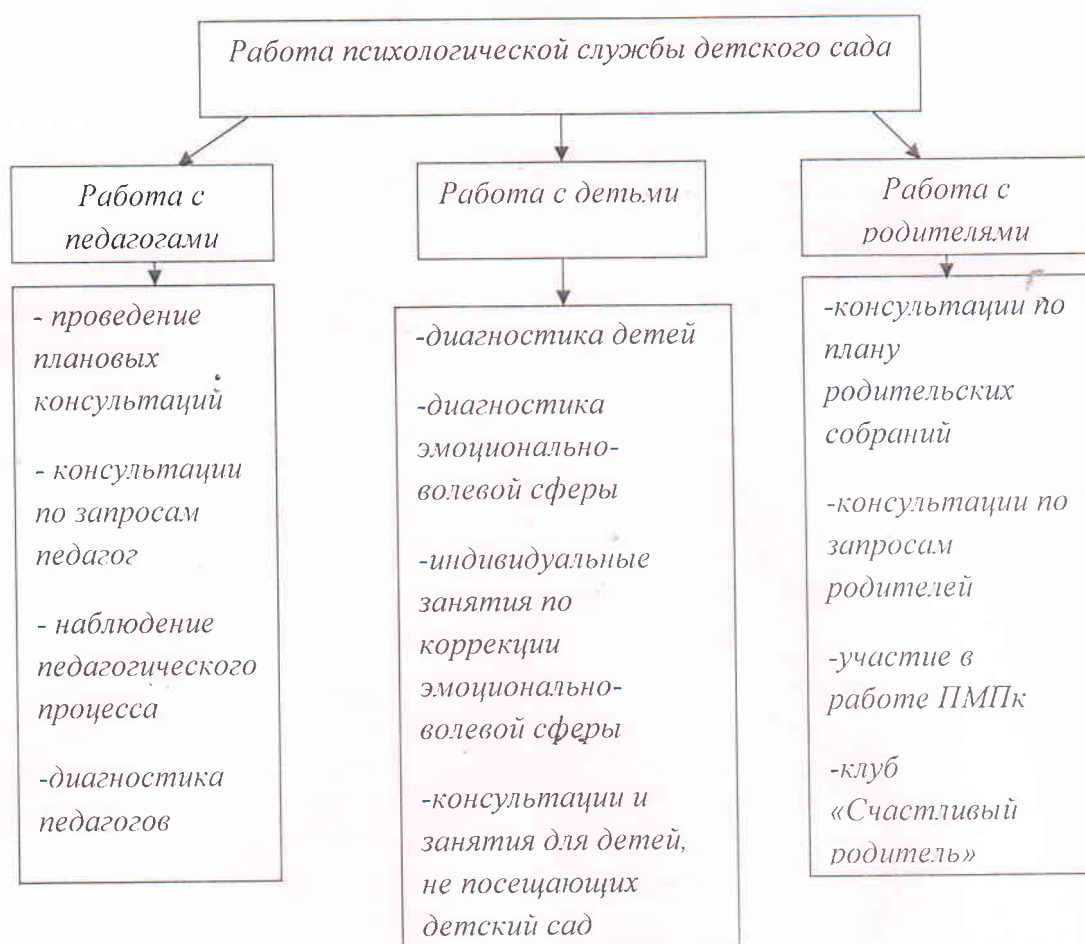 Работа психологической службы детского сада
Работа с
педагогами
Работа с детьми
Работа с
родителями
- проведение
плановых
консультаций
- консультации
по запросам
педагог
- наблюдение
педагогического
процесса
-диагностика
педагогов
-диагностика детей
-диагностика
эмоционально-
волевой сферы
-индивидуальные
занятия по
коррекции
эмоционально-
волевой сферы
-консультации и
занятия для детей,
не посещающих
детский сад
-консультации по
плану
родительских
собраний
-консультации по
запросам
родителей
-участие в
работе ПМПк
-клуб
«Счастливый
родитель»